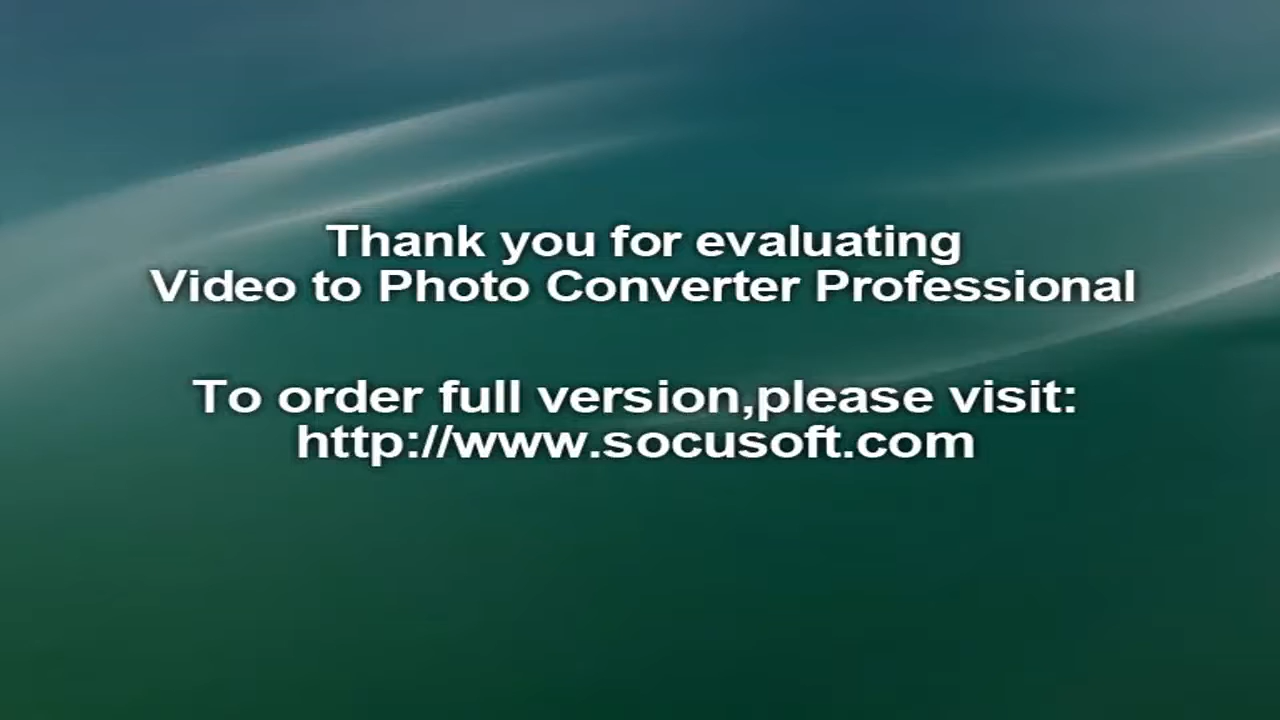 Thank you for evaluating
Video to Photo Converter Professional
To order full version,please visit:
http://www.socusoft.com